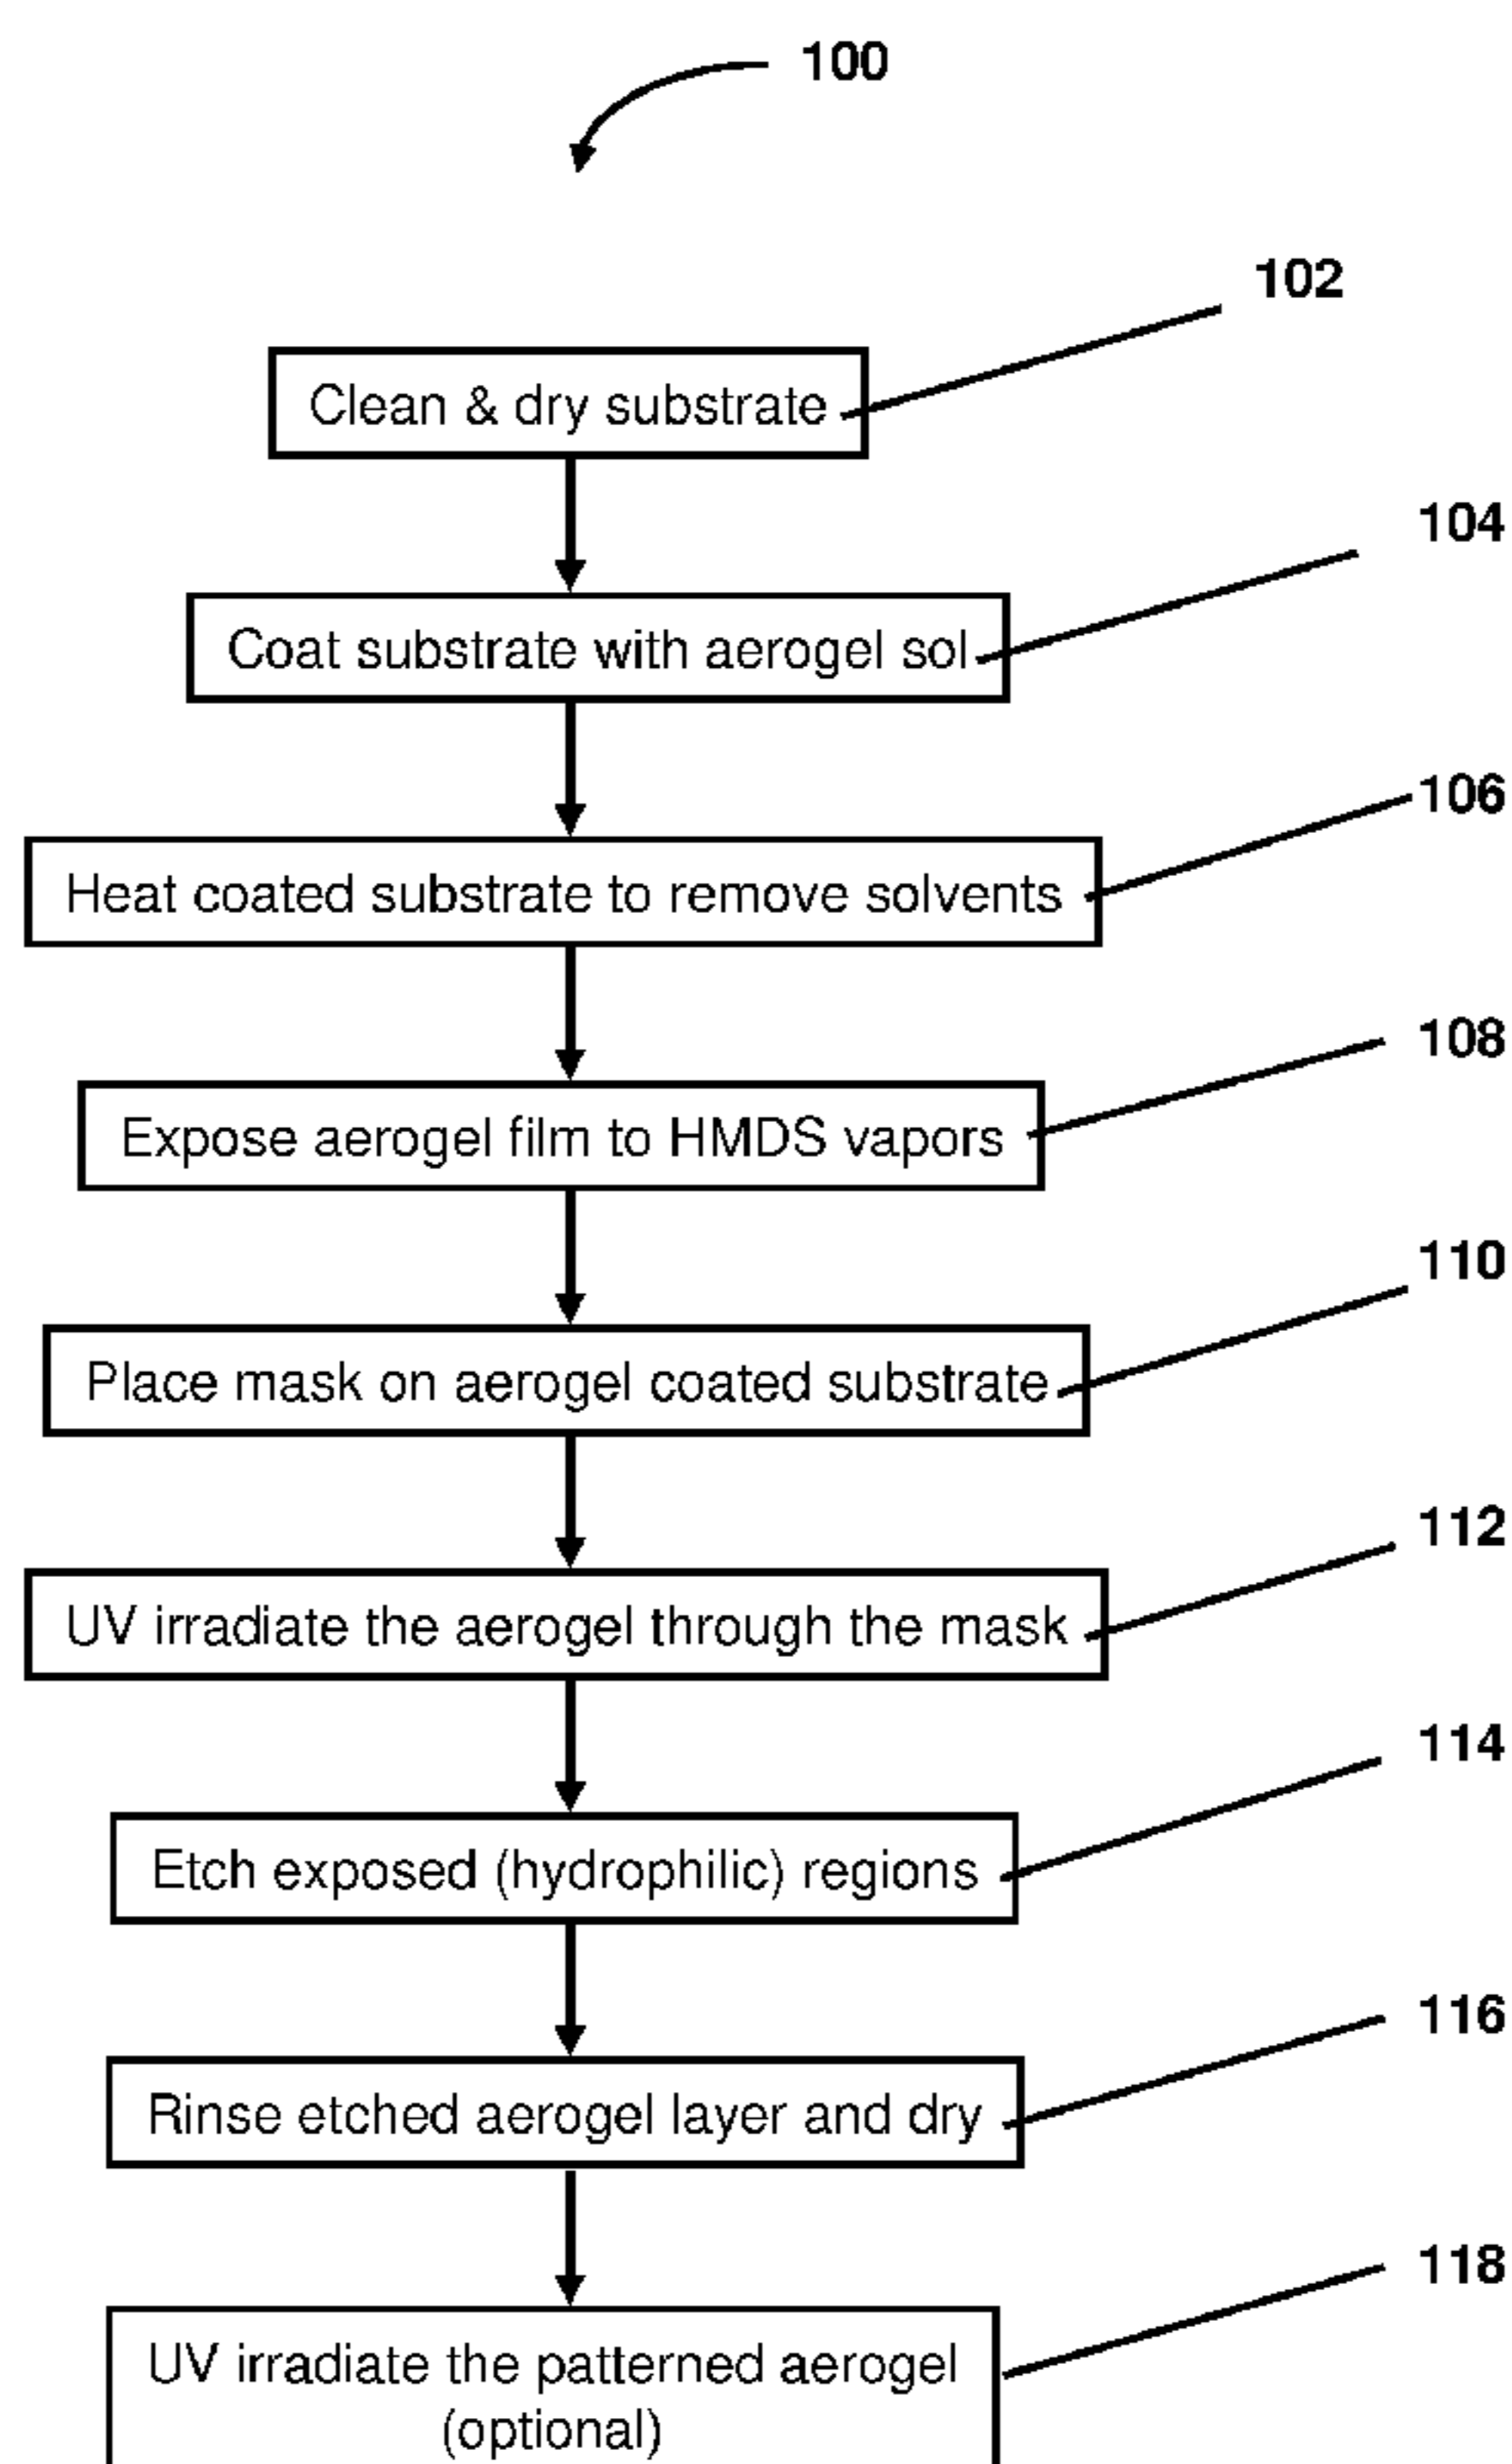 100
102
Clean & dry substrate
104
Coat substrate with aerogel sol
106
Heat coated substrate to remove solvents
108
Expose aerogel film to HMDS vapors
110
Place mask on aerogel coated substrate
112
UV irradiate the aerogel through the mask
114
Etch exposed (hydrophilic) regions
116
Rinse etched aerogel layer and dry
118
UV irradiate the patterned aerogel
(optional)